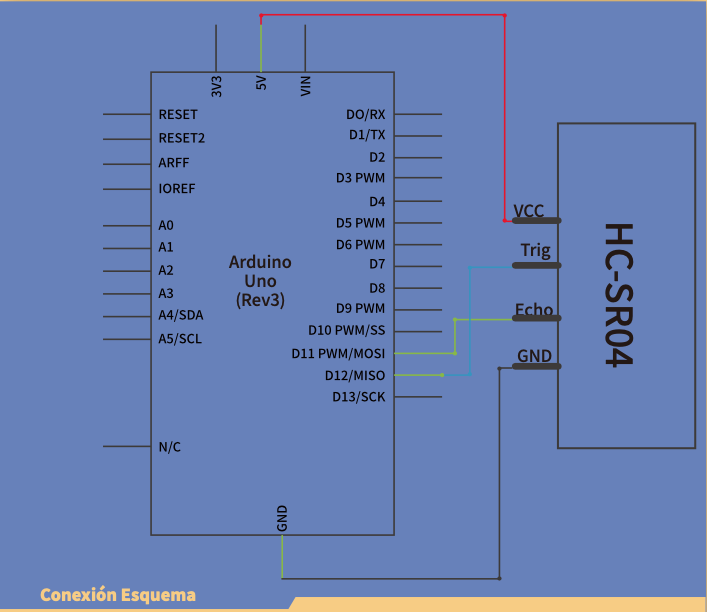 3V3
5V
VIN
RESET
RESET2
ARFF
IOREF
A0
A1
A2
A3
A4/SDA
A5/SCL
N/C
Arduino
Uno
(Rev3)
DO/RX
D1/TX
D2
D3 PWM
D4
D5 PWM
D6 PWM
D7
D8
D9 PWM
D10 PWM/SS
D11 PWM/MOSI
D12/MISO
D13/SCK
GND
VCC
Trig
Echo
GND
HC-SR04
Conexión Esquema